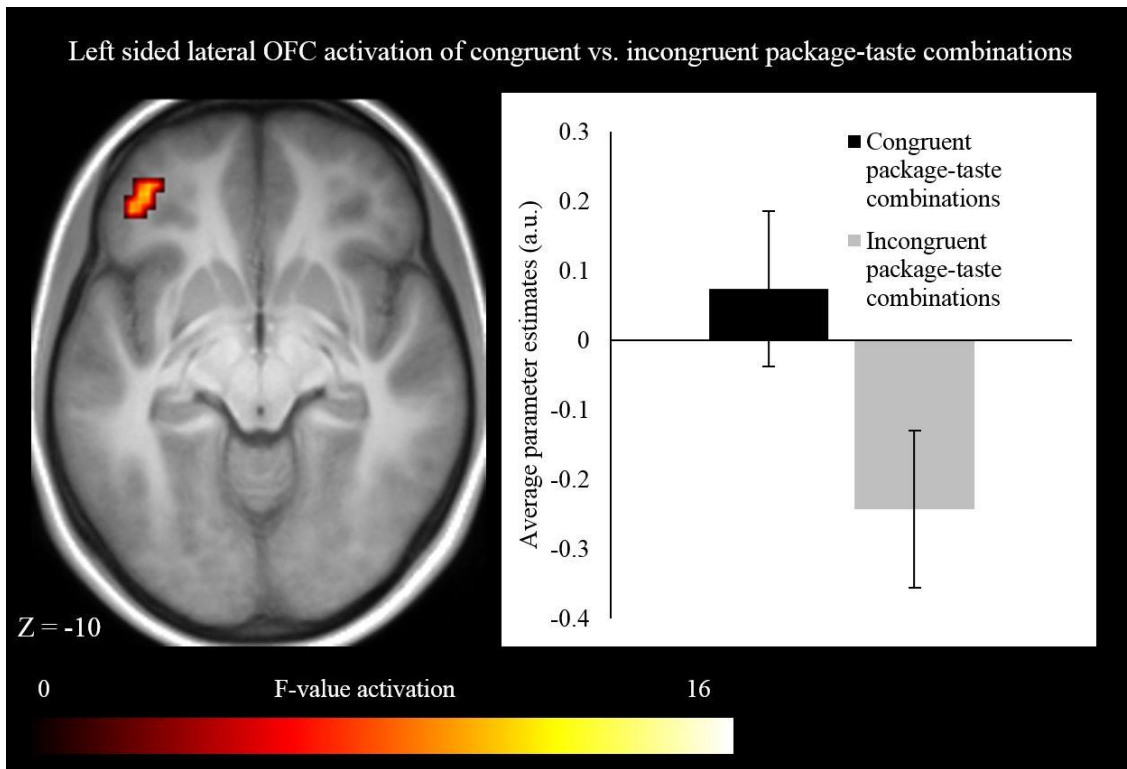 Left sided lateral OFC activation of congruent vs. incongruent package-taste combinations
Average parameter estimates (a.u.)
0.3
0.2
0.1
0
-0.1
-0.2
-0.3
-0.4
Congruent
package-taste
combinations
Incongruent
package-taste
combinations
Z = -10
0 F-value activation 16